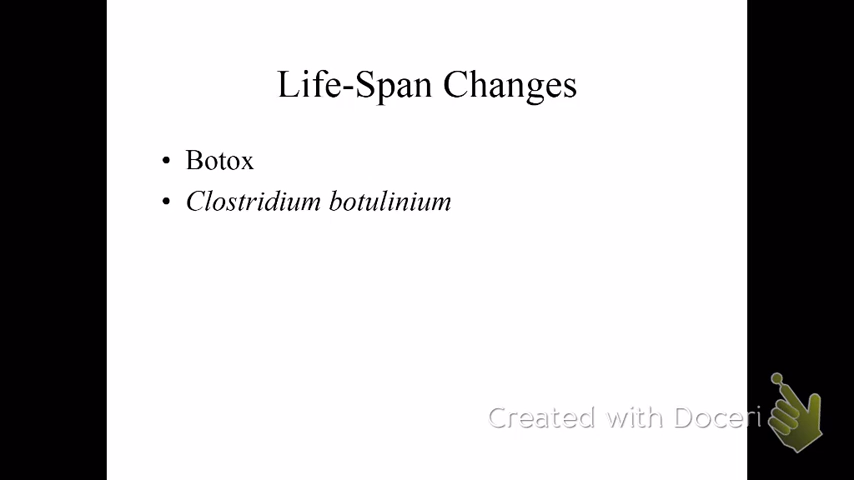 Life-Span Changes
• Botox
• Clostridium botulinium
Created with Doceri